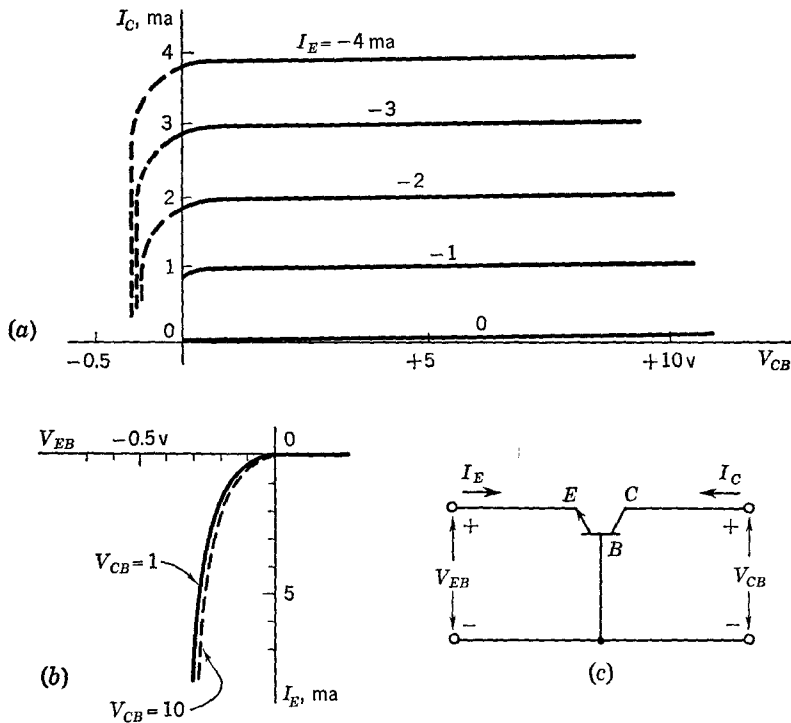 I_C, ma
4
I_E = −4 ma
3
−3
2
−2
1
−1
0
0
(a)
−0.5
+5
+10 v
V_CB
V_EB
−0.5 v
0
V_CB = 1
5
(b)
V_CB = 10
I_E, ma
I_E
I_C
E
C
+
+
B
V_EB
V_CB
−
−
(c)